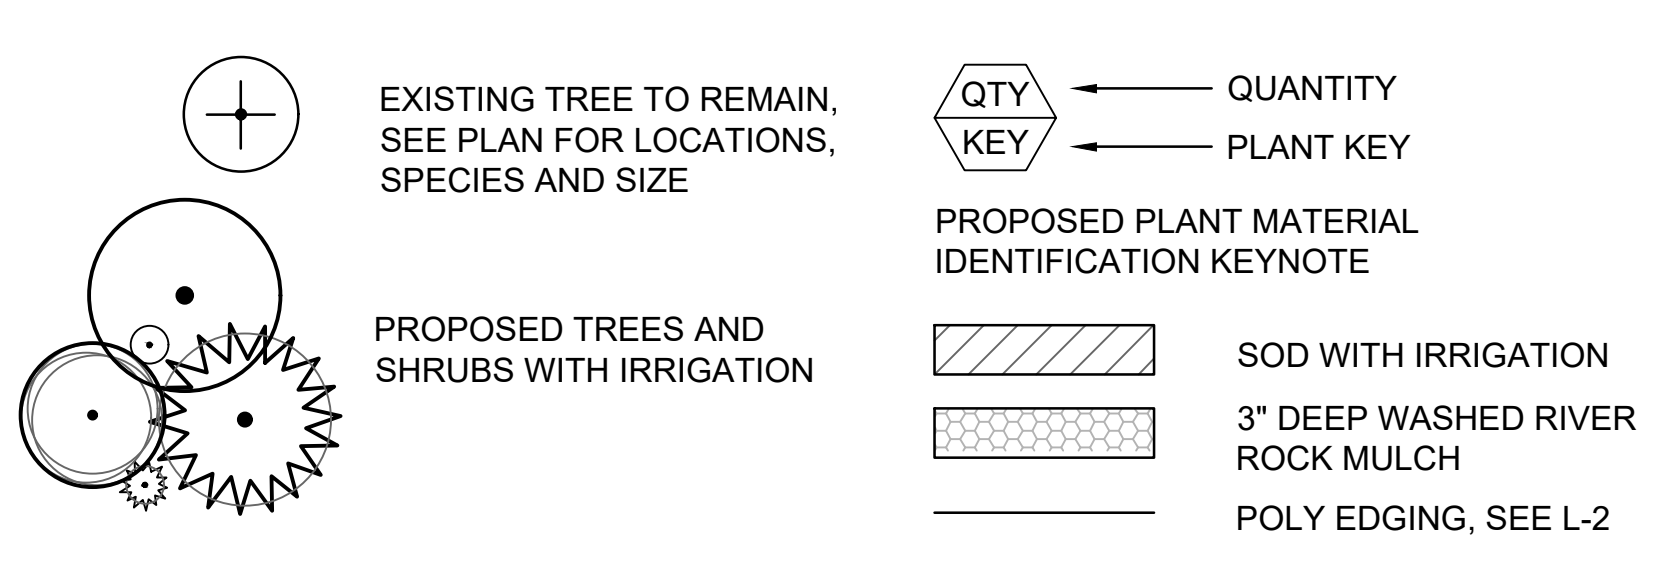 EXISTING TREE TO REMAIN,
SEE PLAN FOR LOCATIONS,
SPECIES AND SIZE
PROPOSED TREES AND
SHRUBS WITH IRRIGATION
QTY
QUANTITY
KEY
PLANT KEY
PROPOSED PLANT MATERIAL
IDENTIFICATION KEYNOTE
SOD WITH IRRIGATION
3" DEEP WASHED RIVER
ROCK MULCH
POLY EDGING, SEE L-2